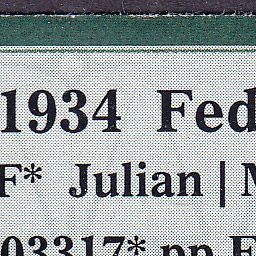 1934 Fed
F* Julian | M
03317* pp F